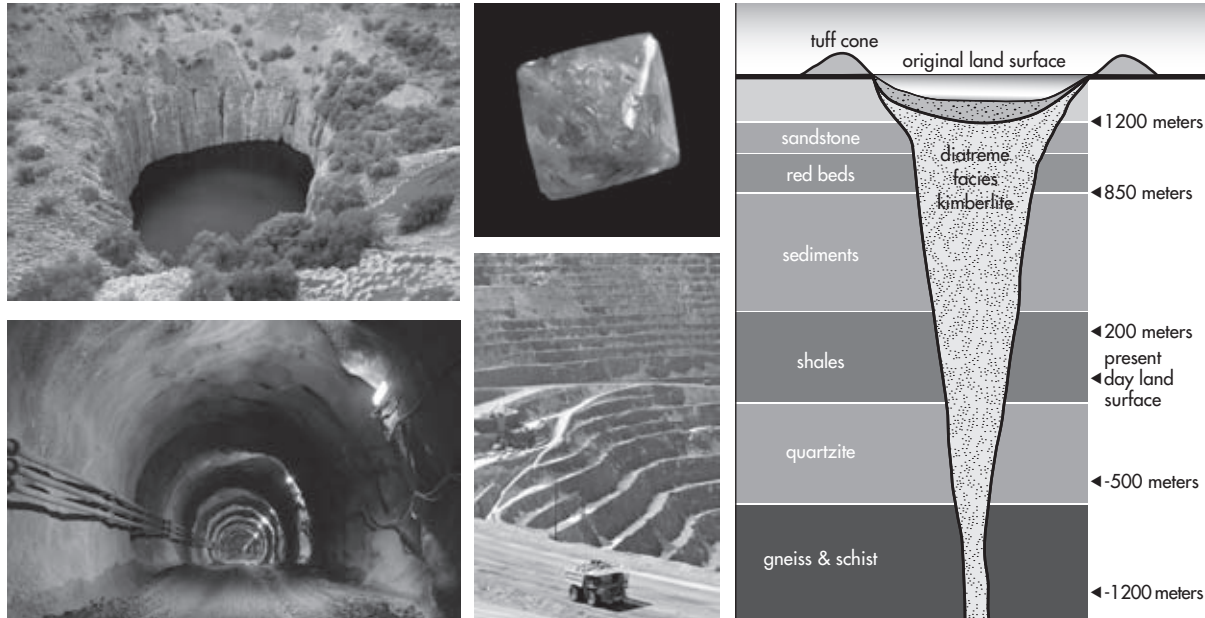 tuff cone
original land surface
1200 meters
sandstone
diatreme
facies
kimberlite
red beds
850 meters
sediments
200 meters
shales
present
day land
surface
quartzite
-500 meters
gneiss & schist
-1200 meters